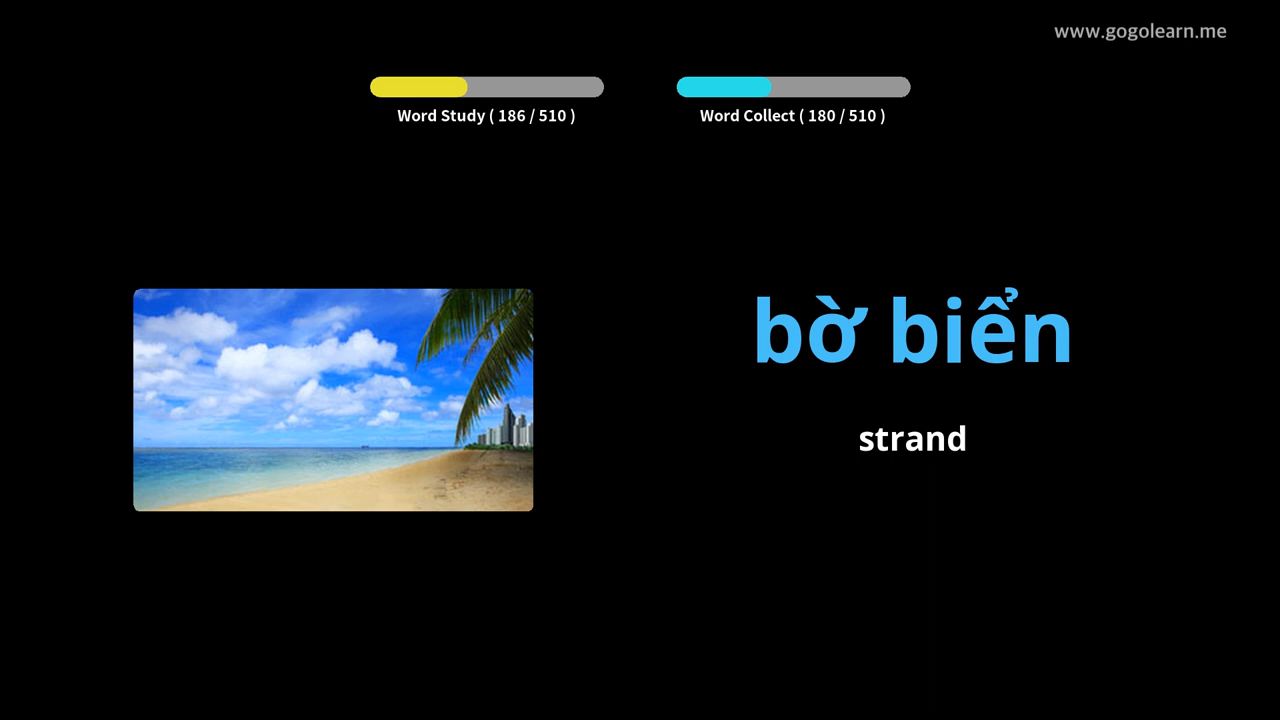 www.gogolearn.me
Word Study ( 186 / 510 )
Word Collect ( 180 / 510 )
bờ biển
strand